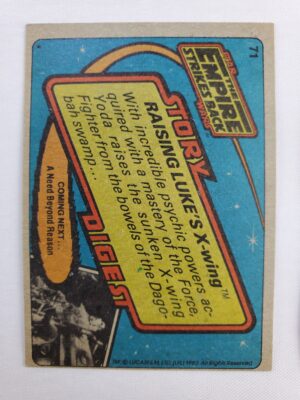 STAR WARS
THE
EMPIRE
STRIKES BACK
71
STORY
RAISING LUKE'S X-wing™
With incredible psychic powers ac-
quired with a mastery of the Force,
Yoda raises the sunken X-wing
Fighter from the bowels of the Dago-
bah swamp...
DIGEST
COMING NEXT...
A Need Beyond Reason